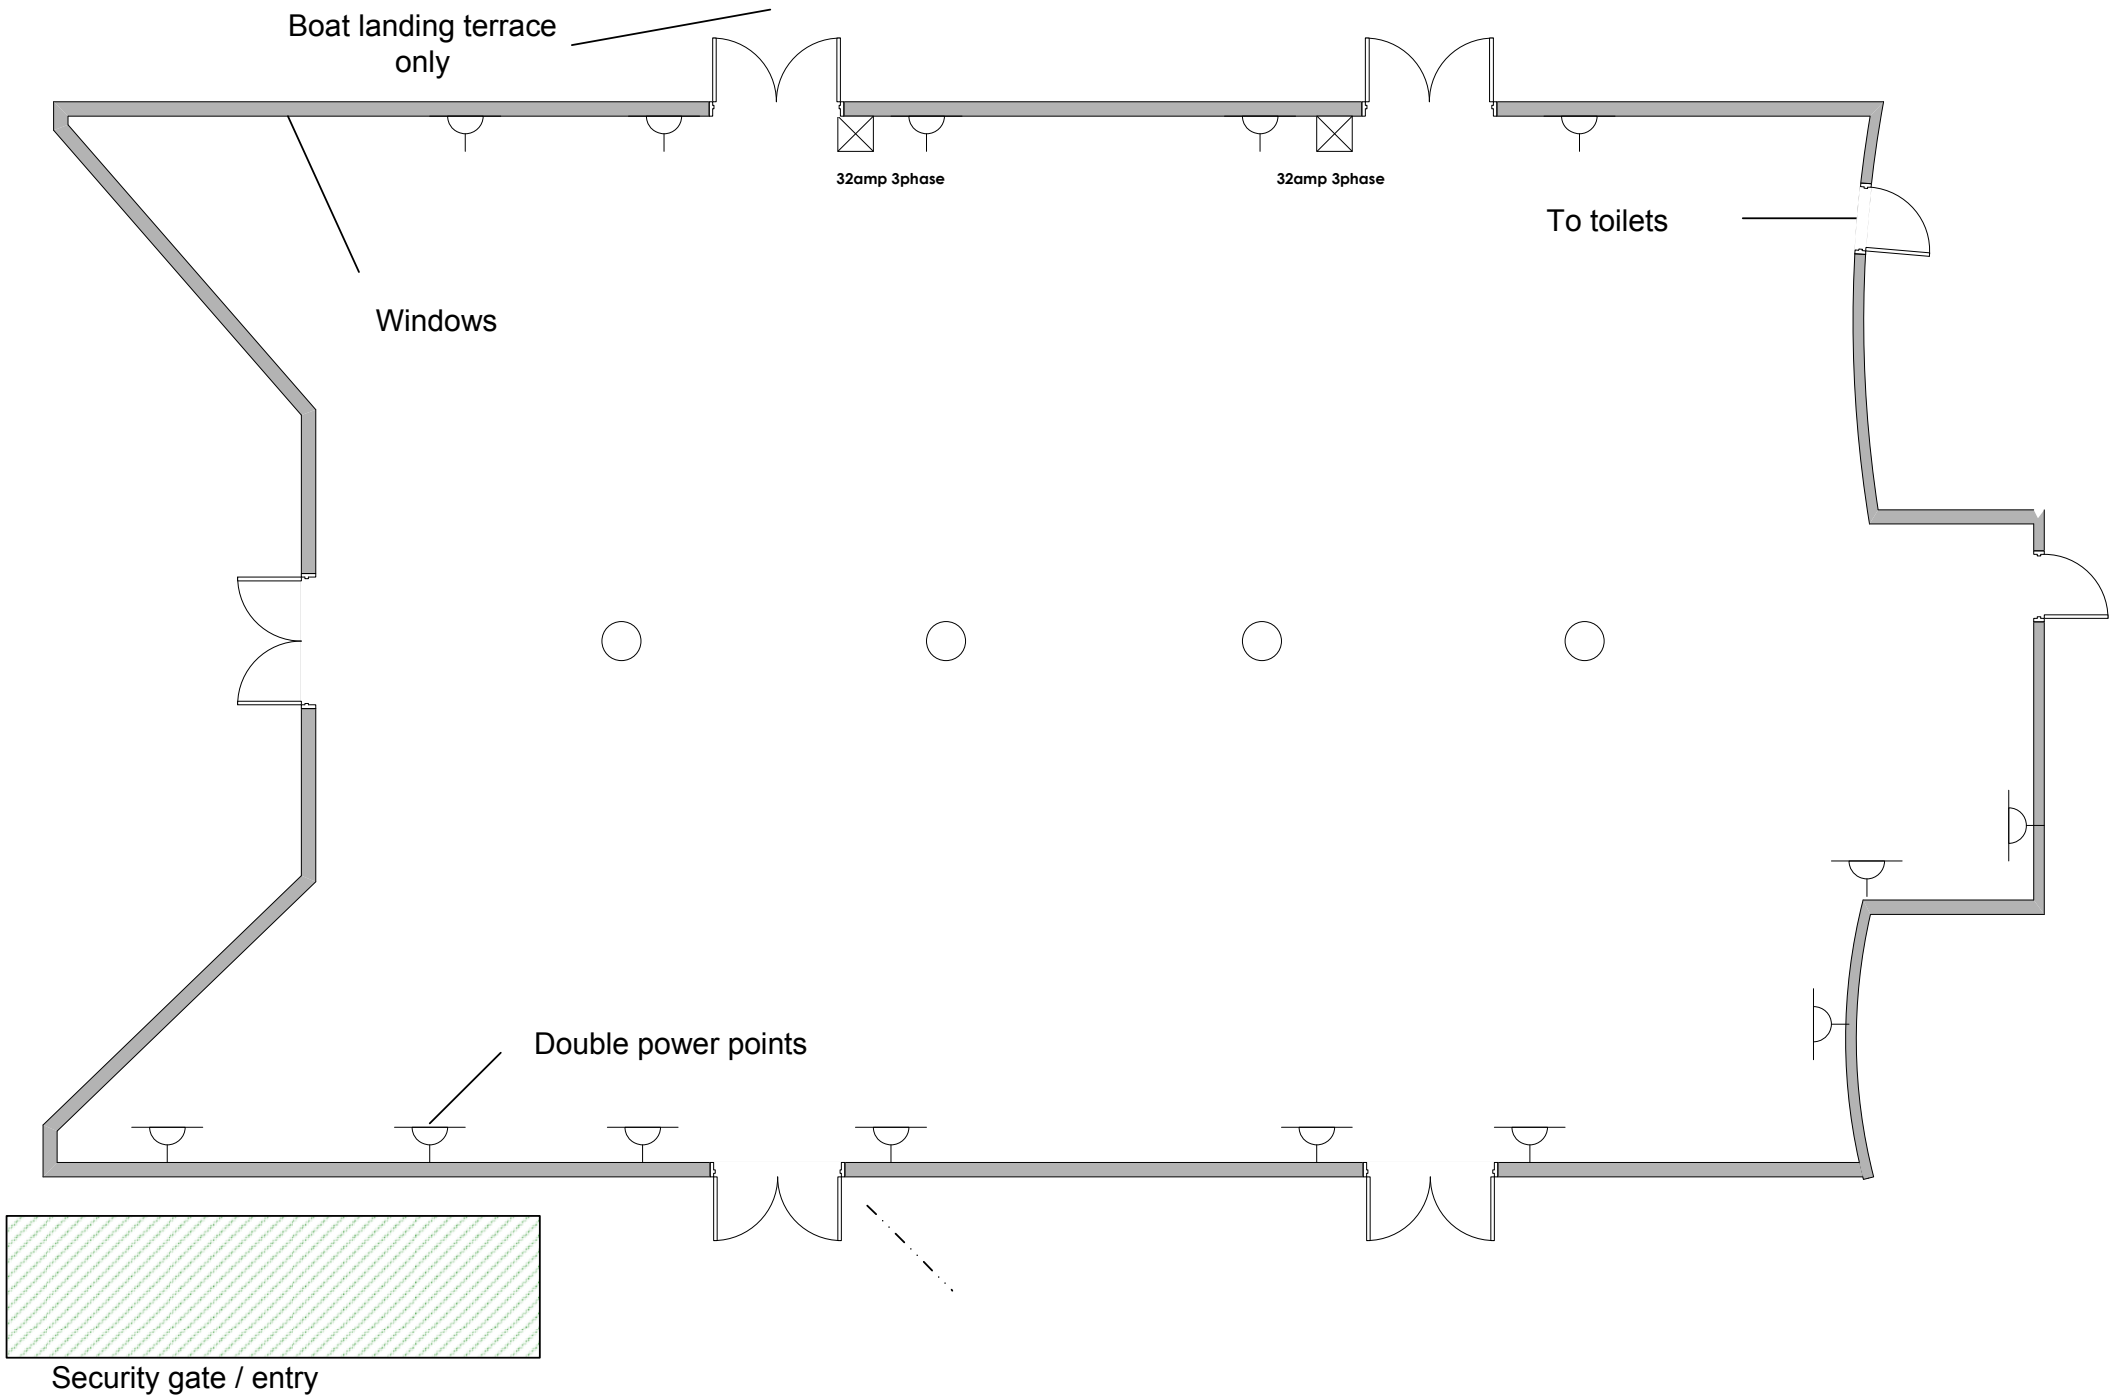 Boat landing terrace
only
32amp 3phase
32amp 3phase
To toilets
Windows
Double power points
Security gate / entry